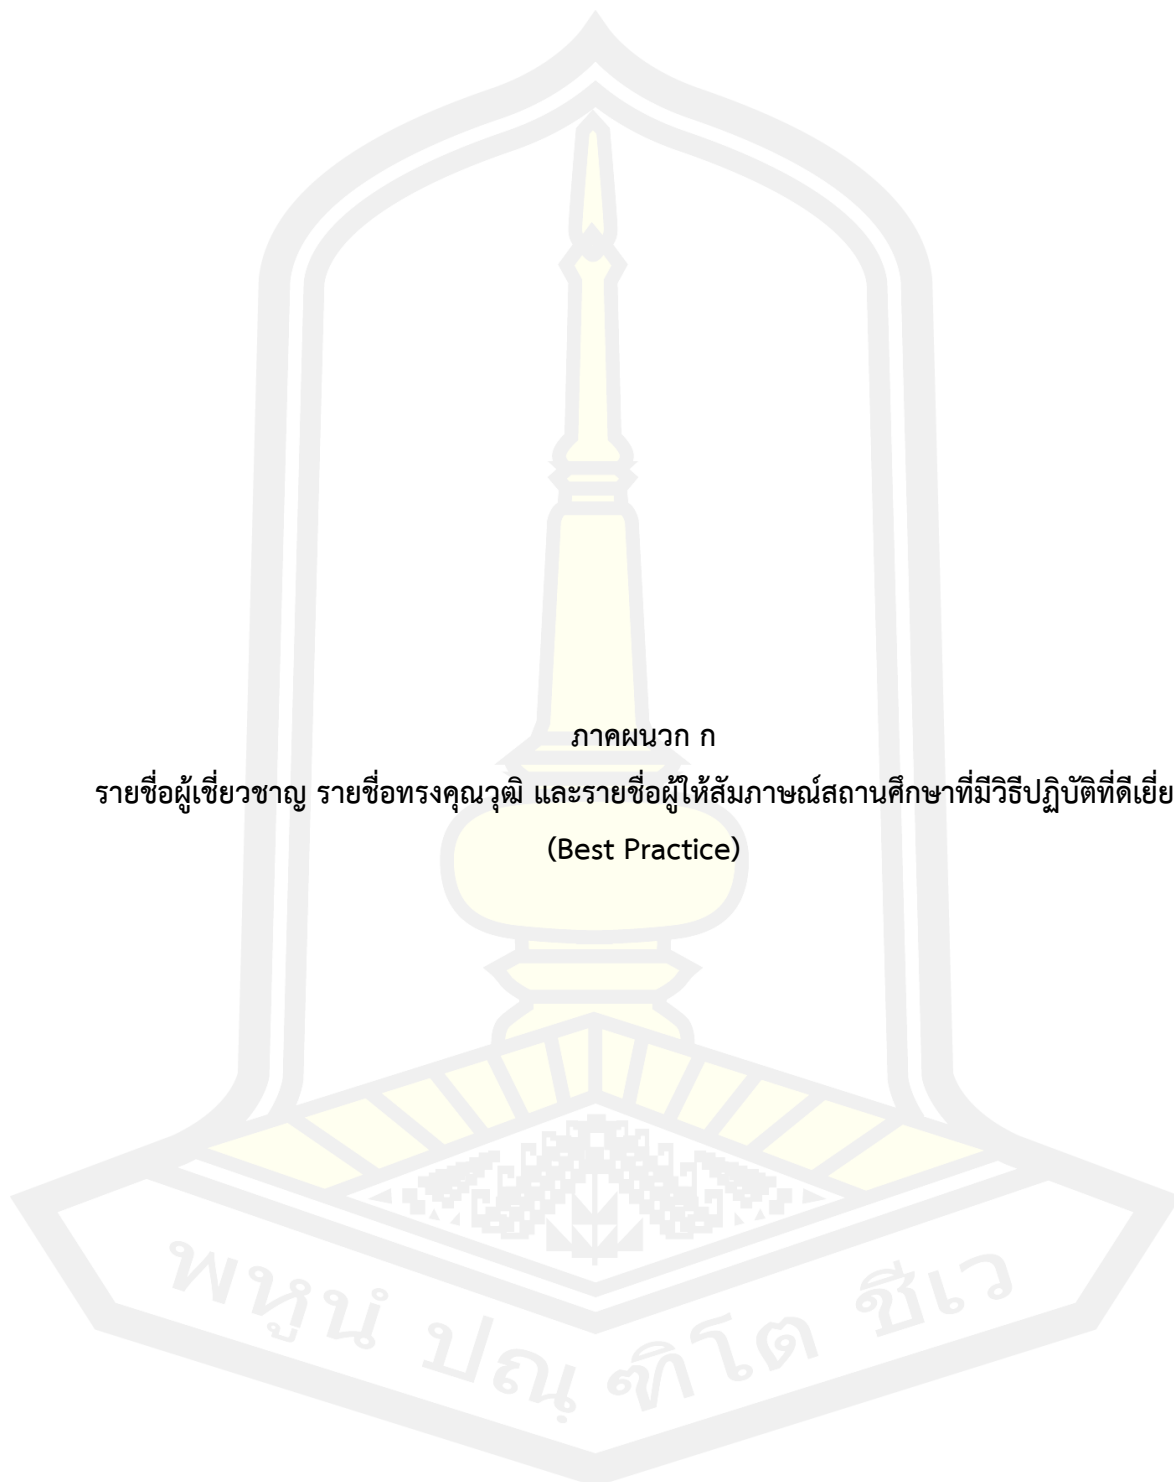 ภาคผนวก ก
รายชื่อผู้เชี่ยวชาญ รายชื่อทรงคุณวุฒิ และรายชื่อผู้ให้สัมภาษณ์สถานศึกษาที่มีวิธีปฏิบัติที่ดีเยี่ย
(Best Practice)
พหูนํ ปณฺฑิโต ชีเว